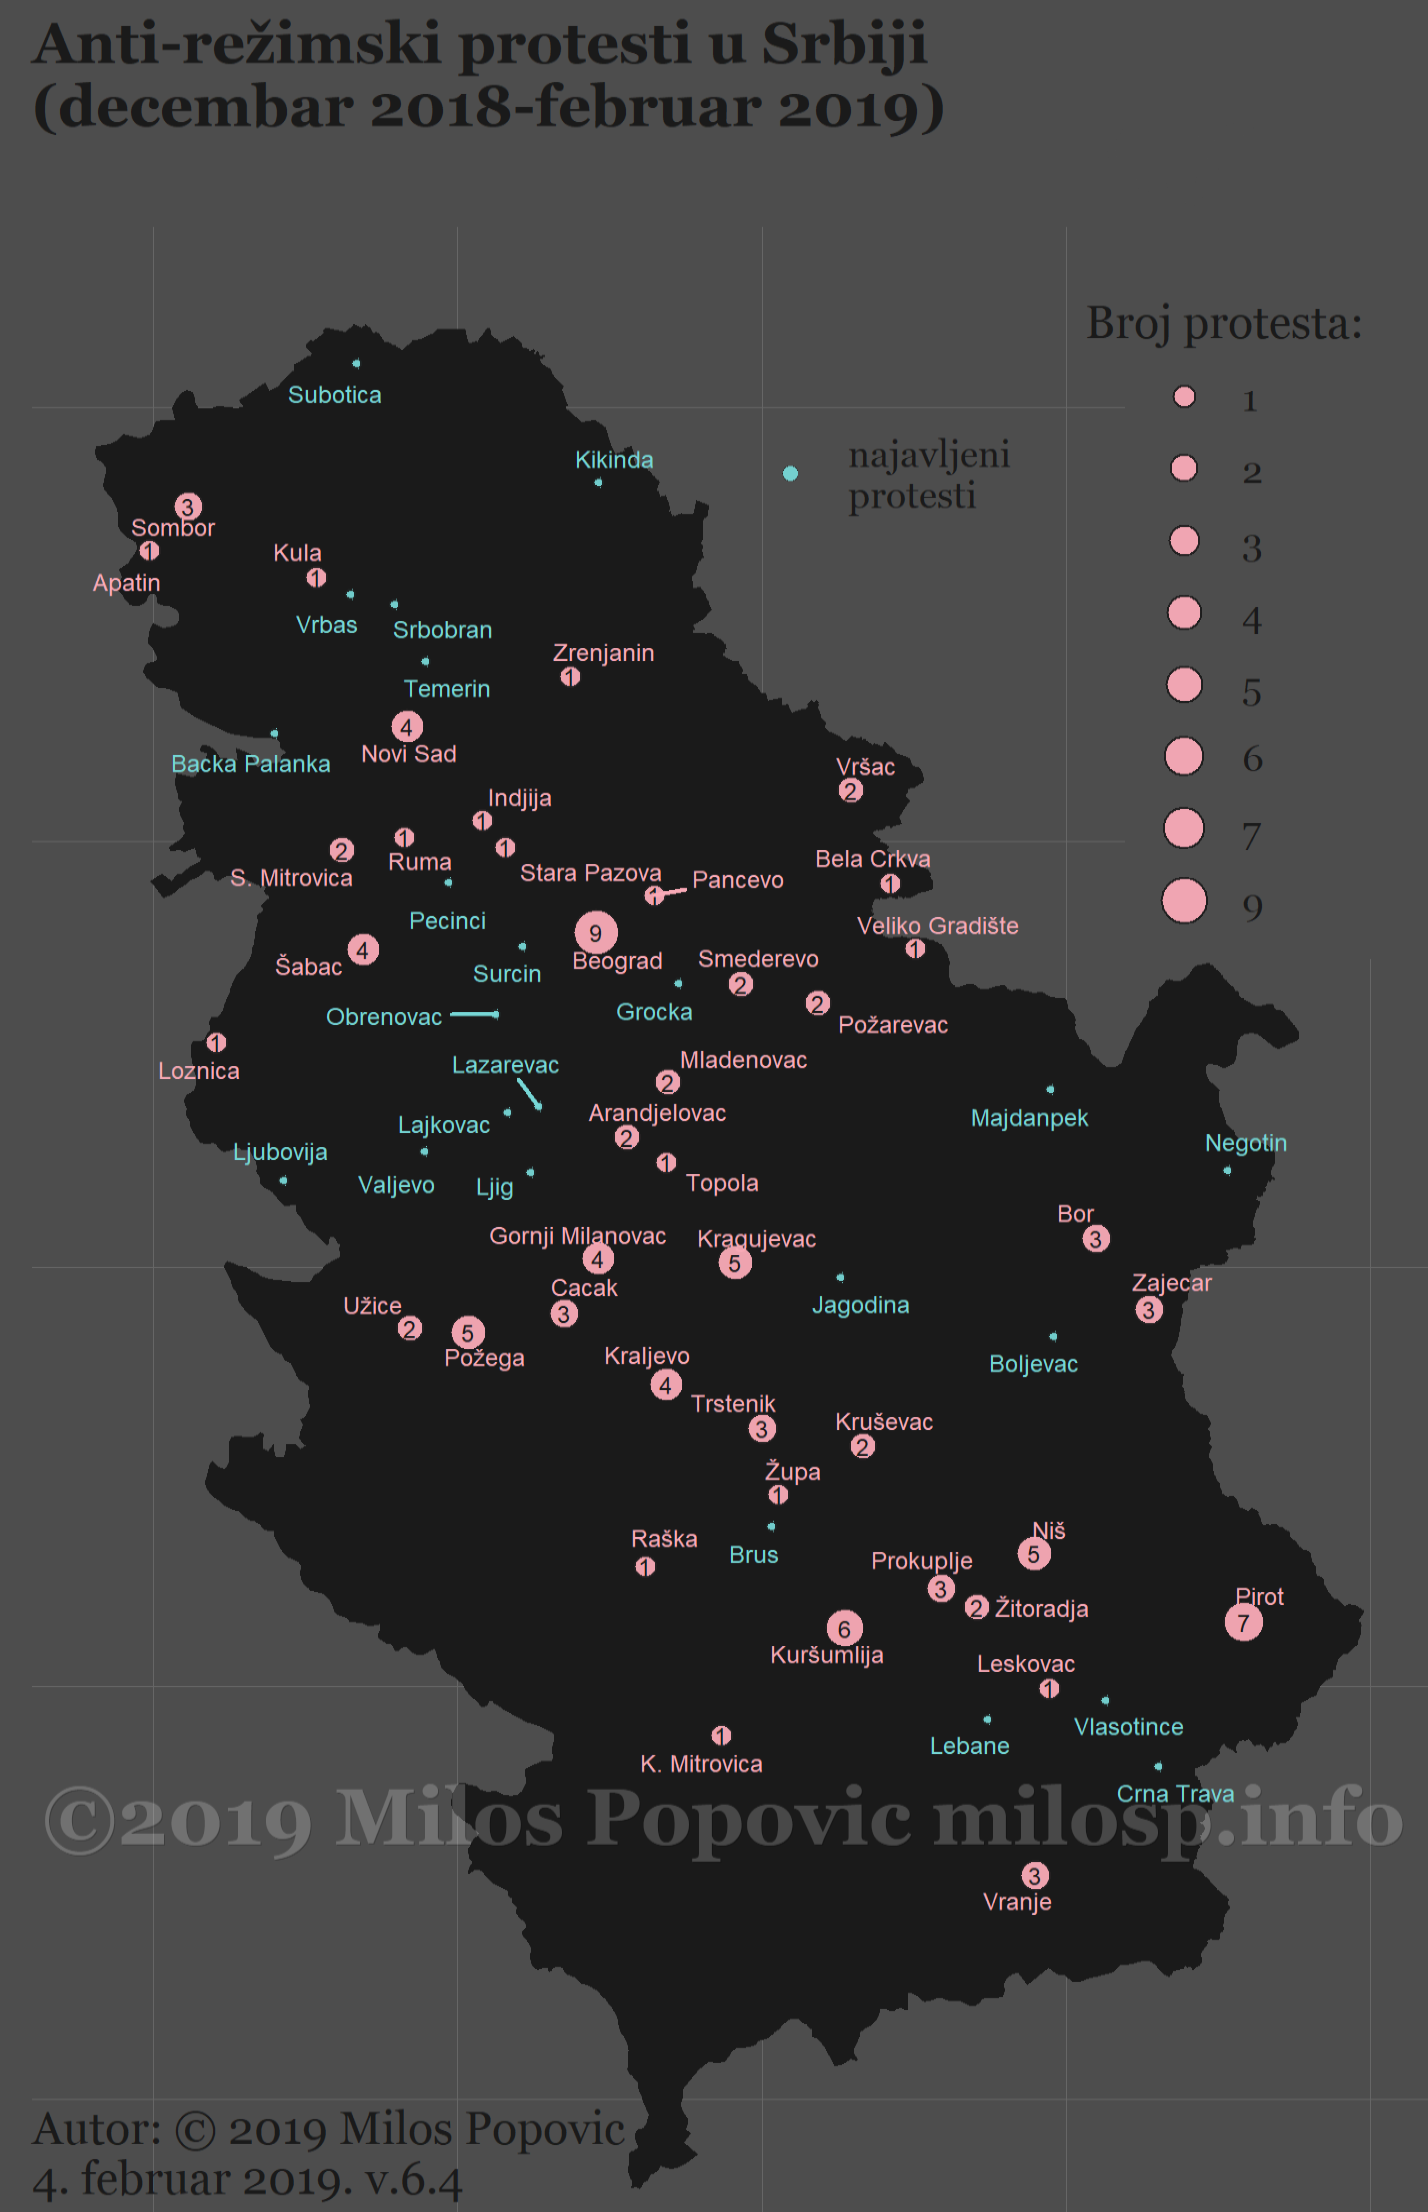 Anti-režimski protesti u Srbiji
(decembar 2018-februar 2019)
Broj protesta:
1
2
3
4
5
6
7
9
najavljeni
protesti
Subotica
Kikinda
3
Sombor
1
Apatin
Kula
1
Vrbas
Srbobran
Temerin
Zrenjanin
1
4
Novi Sad
Backa Palanka
Vršac
2
Indjija
1
1
Ruma
2
S. Mitrovica
1
Stara Pazova
Pancevo
1
Bela Crkva
1
Pecinci
Veliko Gradište
1
9
Beograd
4
Šabac
Surcin
Smederevo
2
Grocka
2
Požarevac
Obrenovac
1
Loznica
Lazarevac
Mladenovac
2
Lajkovac
Arandjelovac
2
Majdanpek
Negotin
Ljubovija
Valjevo
Ljig
1
Topola
Bor
3
Gornji Milanovac
4
Kragujevac
5
Cacak
3
Jagodina
Zajecar
3
Užice
2
5
Požega
Boljevac
Kraljevo
4
Trstenik
3
Kruševac
2
Župa
1
Brus
Raška
1
Niš
5
Prokuplje
3
2 Žitoradja
Pirot
7
6
Kuršumlija
Leskovac
1
Vlasotince
Lebane
1
K. Mitrovica
Crna Trava
©2019 Milos Popovic milosp.info
3
Vranje
Autor: © 2019 Milos Popovic
4. februar 2019. v.6.4